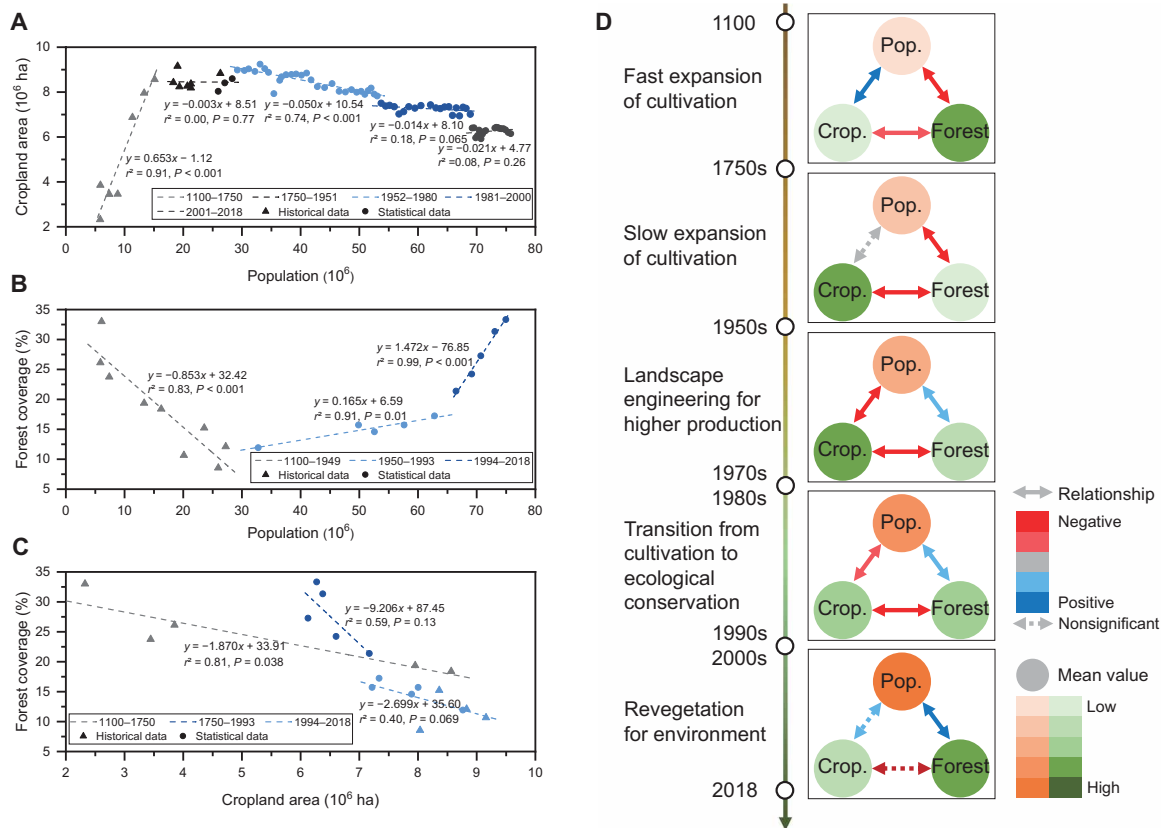 A
Cropland area (10⁶ ha)
10
8
6
4
2
y = −0.003x + 8.51
r² = 0.00, P = 0.77
y = −0.050x + 10.54
r² = 0.74, P < 0.001
y = −0.014x + 8.10
r² = 0.18, P = 0.065
y = −0.021x + 4.77
r² =0.08, P = 0.26
y = 0.653x − 1.12
r² = 0.91, P < 0.001
1100–1750
1750–1951
1952–1980
1981–2000
2001–2018
Historical data
Statistical data
0 10 20 30 40 50 60 70 80
Population (10⁶)
B
Forest coverage (%)
35
30
25
20
15
10
5
y = −0.853x + 32.42
r² = 0.83, P < 0.001
y = 1.472x − 76.85
r² = 0.99, P < 0.001
y = 0.165x + 6.59
r² = 0.91, P = 0.01
1100–1949
1950–1993
1994–2018
Historical data
Statistical data
0 10 20 30 40 50 60 70 80
Population (10⁶)
C
Forest coverage (%)
35
30
25
20
15
10
5
y = −9.206x + 87.45
r² = 0.59, P = 0.13
y = −1.870x + 33.91
r² = 0.81, P = 0.038
y = −2.699x + 35.60
r² = 0.40, P = 0.069
1100–1750
1750–1993
1994–2018
Historical data
Statistical data
2 3 4 5 6 7 8 9 10
Cropland area (10⁶ ha)
D
1100
Fast expansion
of cultivation
Pop.
Crop.
Forest
1750s
Slow expansion
of cultivation
Pop.
Crop.
Forest
1950s
Landscape
engineering for
higher production
Pop.
Crop.
Forest
1970s
1980s
Transition from
cultivation to
ecological
conservation
Pop.
Crop.
Forest
1990s
2000s
Revegetation
for environment
Pop.
Crop.
Forest
2018
Relationship
Negative
Positive
Nonsignificant
Mean value
Low
High